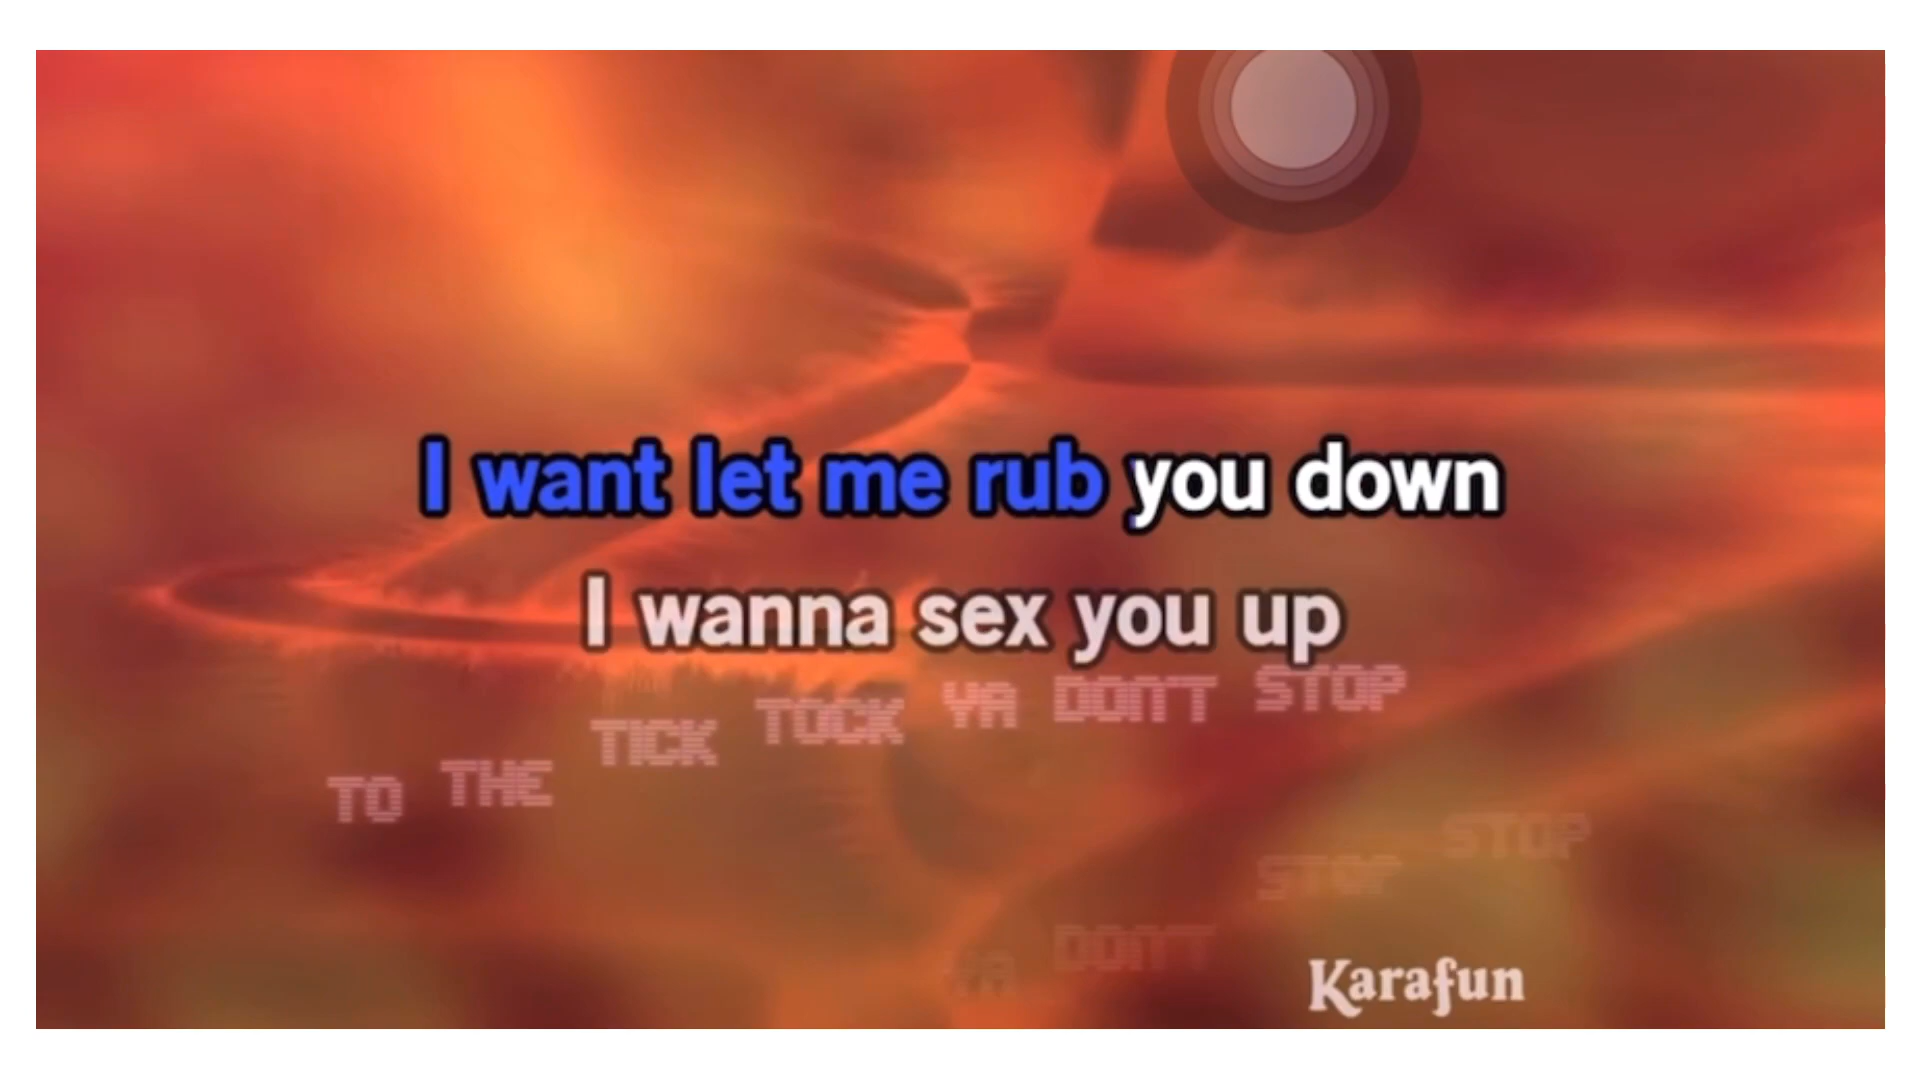 I want let me rub you down
I wanna sex you up
TO THE TICK TOCK YA DON'T STOP
STOP
STOP
YA DON'T
Karafun